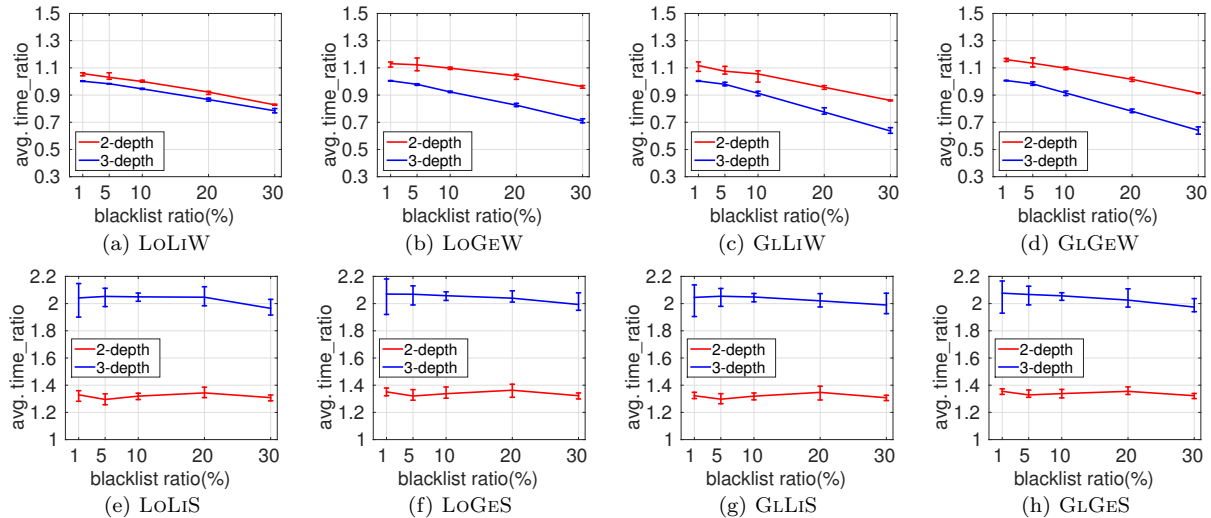 1.5 1.5 1.5 1.5
1.3 1.3 1.3 1.3
1.1 1.1 1.1 1.1
0.9 0.9 0.9 0.9
0.7 0.7 0.7 0.7
0.5 0.5 0.5 0.5
0.3 0.3 0.3 0.3
avg. time_ratio avg. time_ratio avg. time_ratio avg. time_ratio
2-depth 2-depth 2-depth 2-depth
3-depth 3-depth 3-depth 3-depth
1 5 10 20 30 1 5 10 20 30 1 5 10 20 30 1 5 10 20 30
blacklist ratio(%) blacklist ratio(%) blacklist ratio(%) blacklist ratio(%)
(a) LOLIW (b) LOGEW (c) GLLIW (d) GLGEW
2.2 2.2 2.2 2.2
2 2 2 2
1.8 1.8 1.8 1.8
1.6 1.6 1.6 1.6
1.4 1.4 1.4 1.4
1.2 1.2 1.2 1.2
1 1 1 1
avg. time_ratio avg. time_ratio avg. time_ratio avg. time_ratio
2-depth 2-depth 2-depth 2-depth
3-depth 3-depth 3-depth 3-depth
1 5 10 20 30 1 5 10 20 30 1 5 10 20 30 1 5 10 20 30
blacklist ratio(%) blacklist ratio(%) blacklist ratio(%) blacklist ratio(%)
(e) LOLIS (f) LOGES (g) GLLIS (h) GLGES